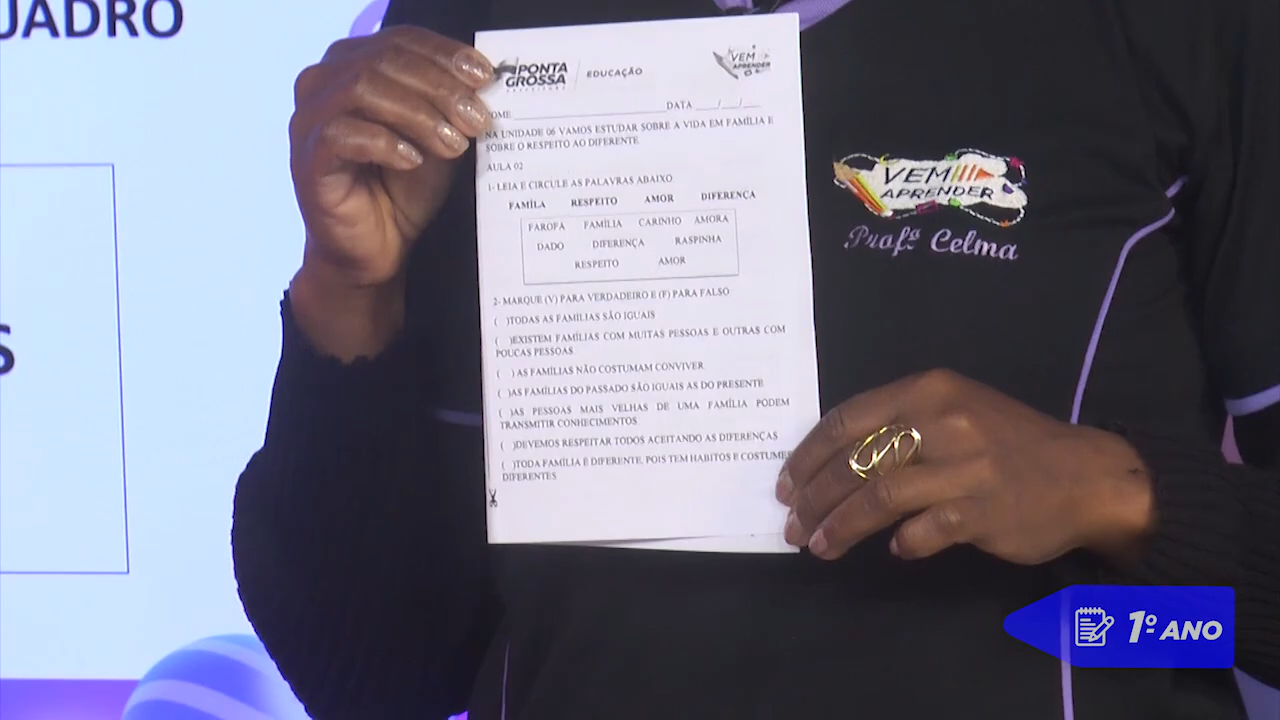 UADRO
S
PONTA
GROSSA
EDUCAÇÃO
VEM
APRENDER
OME DATA ___/___/___
NA UNIDADE 06 VAMOS ESTUDAR SOBRE A VIDA EM FAMÍLIA E
SOBRE O RESPEITO AO DIFERENTE
AULA 02
1- LEIA E CIRCULE AS PALAVRAS ABAIXO
FAMÍLA RESPEITO AMOR DIFERENÇA
FAROFA FAMÍLIA CARINHO AMORA
DADO DIFERENÇA RASPINHA
RESPEITO AMOR
2- MARQUE (V) PARA VERDADEIRO E (F) PARA FALSO
( )TODAS AS FAMÍLIAS SÃO IGUAIS
( )EXISTEM FAMÍLIAS COM MUITAS PESSOAS E OUTRAS COM
POUCAS PESSOAS
( ) AS FAMÍLIAS NÃO COSTUMAM CONVIVER
( )AS FAMÍLIAS DO PASSADO SÃO IGUAIS AS DO PRESENTE
( )AS PESSOAS MAIS VELHAS DE UMA FAMÍLIA PODEM
TRANSMITIR CONHECIMENTOS
( )DEVEMOS RESPEITAR TODOS ACEITANDO AS DIFERENÇAS
( )TODA FAMÍLIA É DIFERENTE, POIS TEM HABITOS E COSTUMES
DIFERENTES
VEM
APRENDER
Profª Celma
1º ANO